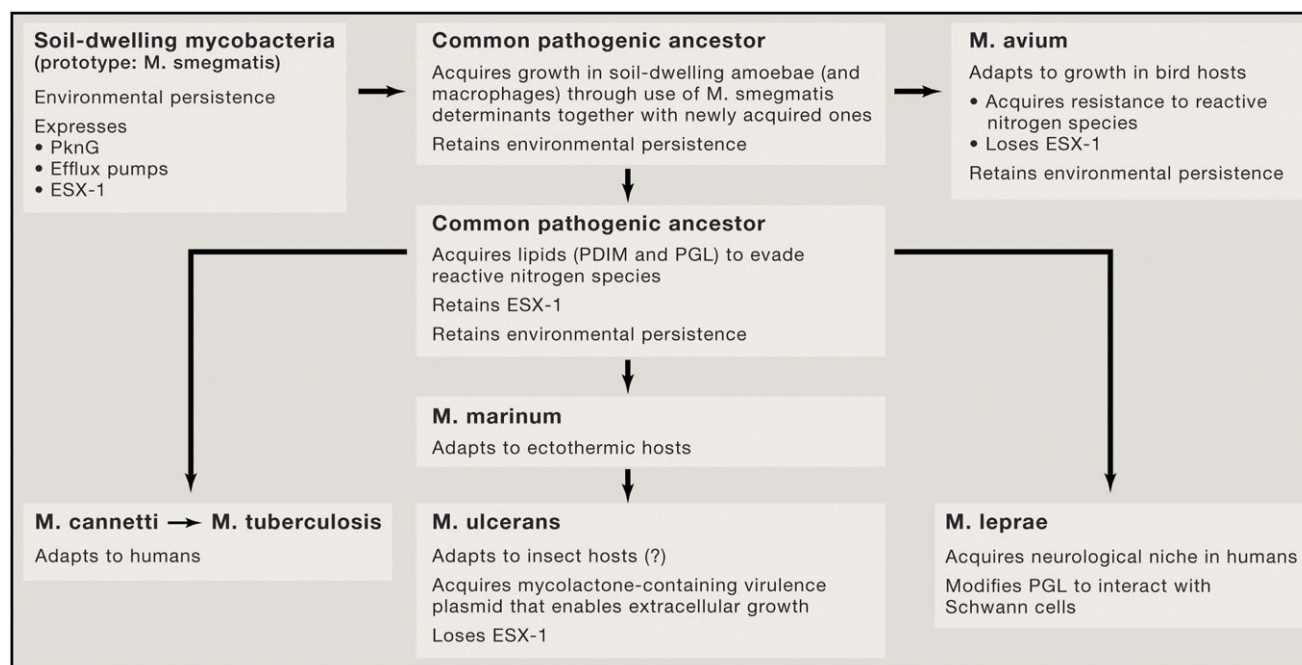 Soil-dwelling mycobacteria
(prototype: M. smegmatis)
Environmental persistence
Expresses
• PknG
• Efflux pumps
• ESX-1
Common pathogenic ancestor
Acquires growth in soil-dwelling amoebae (and
macrophages) through use of M. smegmatis
determinants together with newly acquired ones
Retains environmental persistence
M. avium
Adapts to growth in bird hosts
• Acquires resistance to reactive
nitrogen species
• Loses ESX-1
Retains environmental persistence
Common pathogenic ancestor
Acquires lipids (PDIM and PGL) to evade
reactive nitrogen species
Retains ESX-1
Retains environmental persistence
M. marinum
Adapts to ectothermic hosts
M. cannetti → M. tuberculosis
Adapts to humans
M. ulcerans
Adapts to insect hosts (?)
Acquires mycolactone-containing virulence
plasmid that enables extracellular growth
Loses ESX-1
M. leprae
Acquires neurological niche in humans
Modifies PGL to interact with
Schwann cells